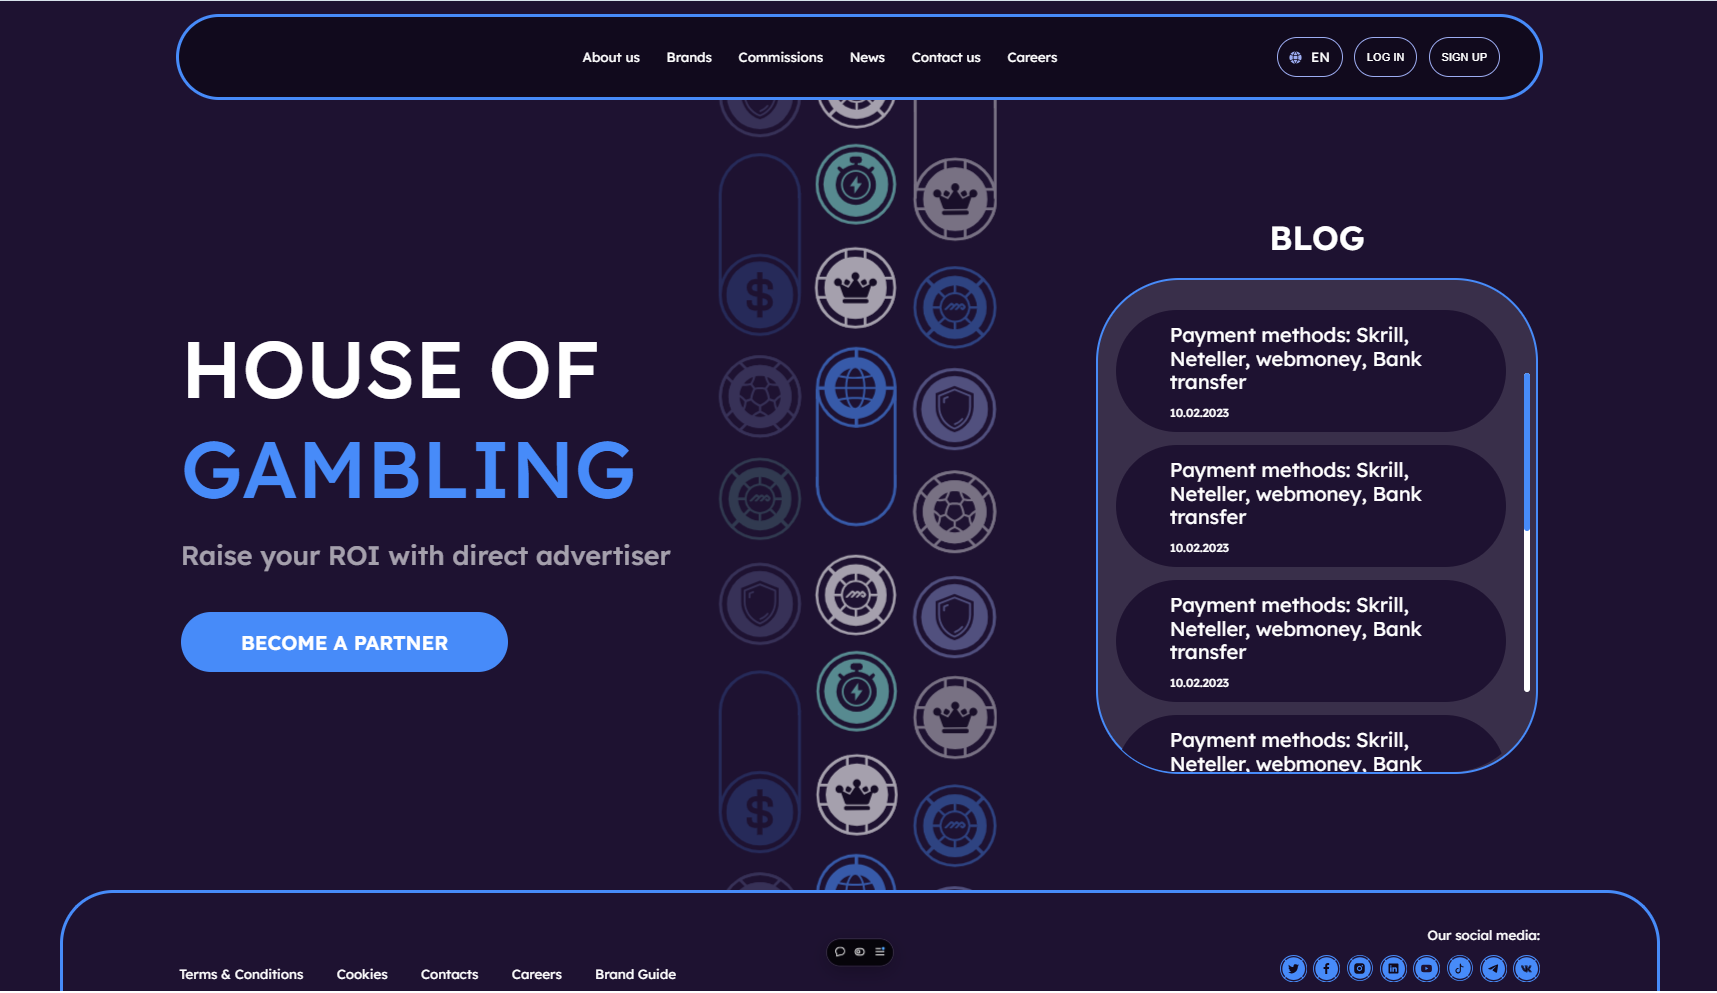 About us Brands Commissions News Contact us Careers EN LOG IN SIGN UP
HOUSE OF
GAMBLING
Raise your ROI with direct advertiser
BECOME A PARTNER
BLOG
Payment methods: Skrill,
Neteller, webmoney, Bank
transfer
10.02.2023
Payment methods: Skrill,
Neteller, webmoney, Bank
transfer
10.02.2023
Payment methods: Skrill,
Neteller, webmoney, Bank
transfer
10.02.2023
Payment methods: Skrill,
Neteller, webmoney, Bank
Our social media:
Terms & Conditions Cookies Contacts Careers Brand Guide